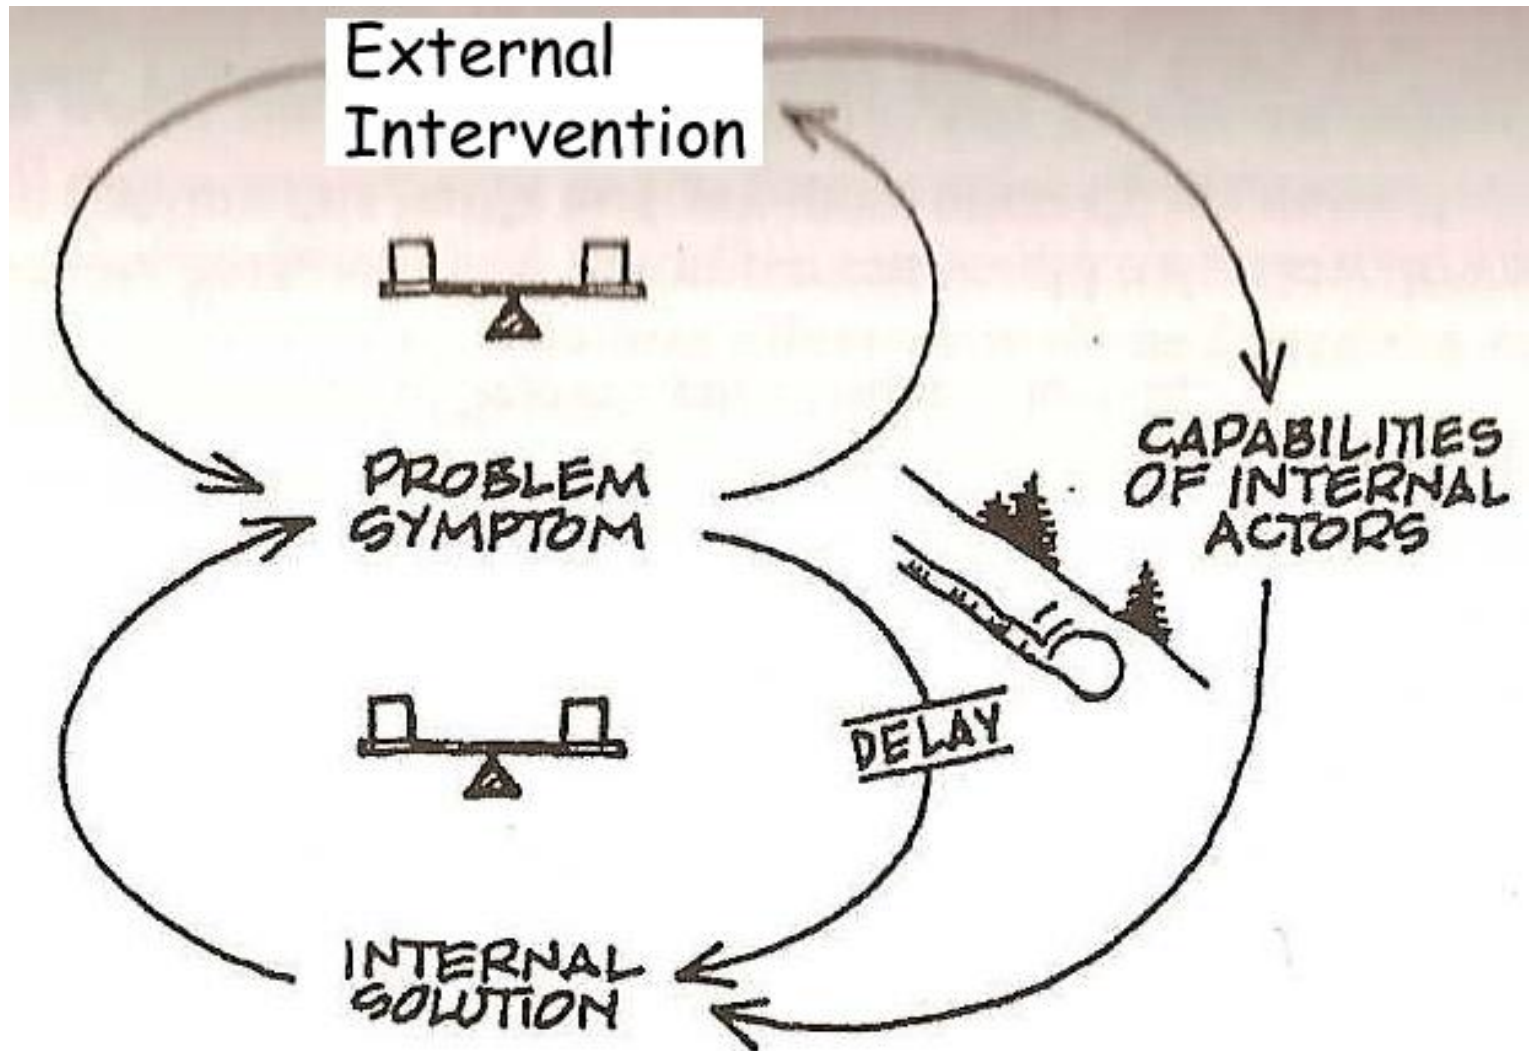 External
Intervention
PROBLEM
SYMPTOM
CAPABILITIES
OF INTERNAL
ACTORS
DELAY
INTERNAL
SOLUTION